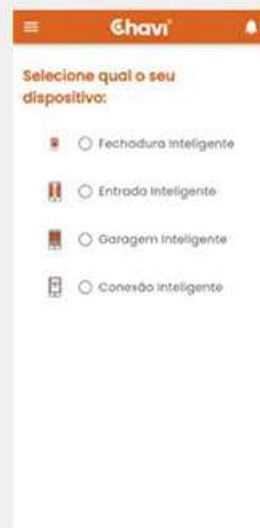 Chavi
Selecione qual o seu
dispositivo:
Fechadura Inteligente
Entrada Inteligente
Garagem Inteligente
Conexão Inteligente